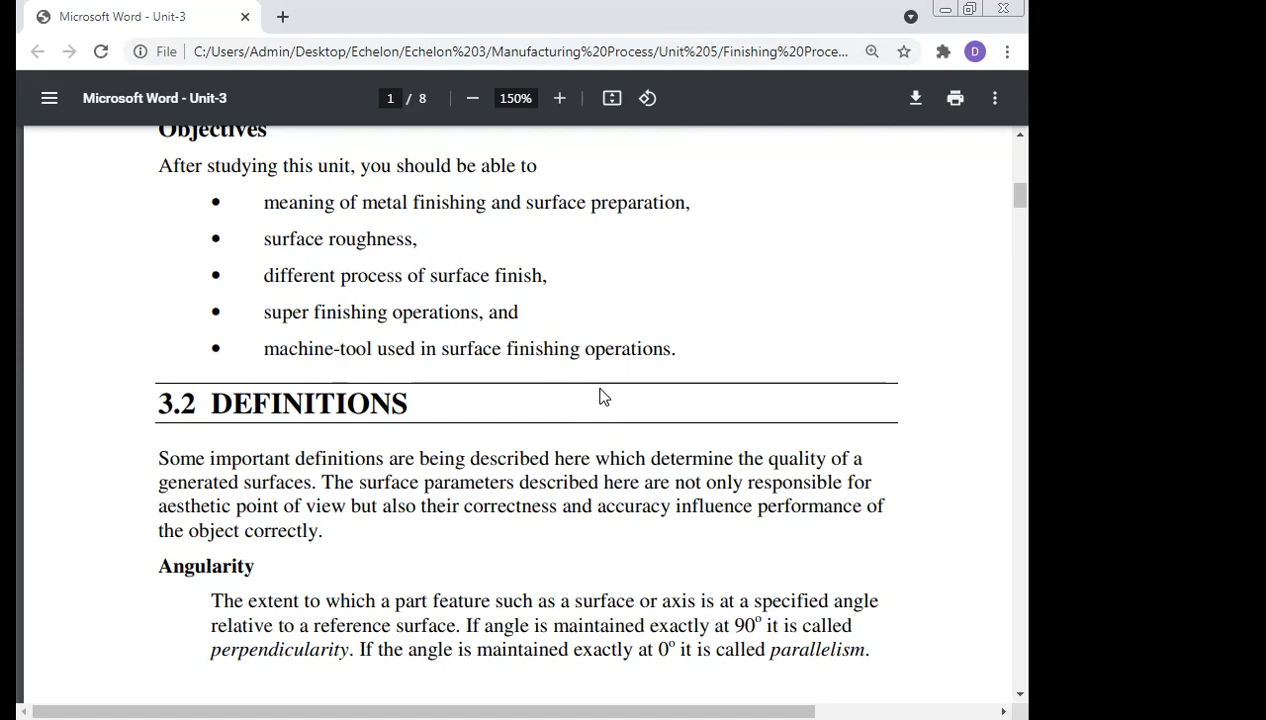 Microsoft Word - Unit-3
File C:/Users/Admin/Desktop/Echelon/Echelon%203/Manufacturing%20Process/Unit%205/Finishing%20Proce... D
Microsoft Word - Unit-3 1 / 8 150%
Objectives
After studying this unit, you should be able to
• meaning of metal finishing and surface preparation,
• surface roughness,
• different process of surface finish,
• super finishing operations, and
• machine-tool used in surface finishing operations.
3.2 DEFINITIONS
Some important definitions are being described here which determine the quality of a
generated surfaces. The surface parameters described here are not only responsible for
aesthetic point of view but also their correctness and accuracy influence performance of
the object correctly.
Angularity
The extent to which a part feature such as a surface or axis is at a specified angle
relative to a reference surface. If angle is maintained exactly at 90° it is called
perpendicularity. If the angle is maintained exactly at 0° it is called parallelism.